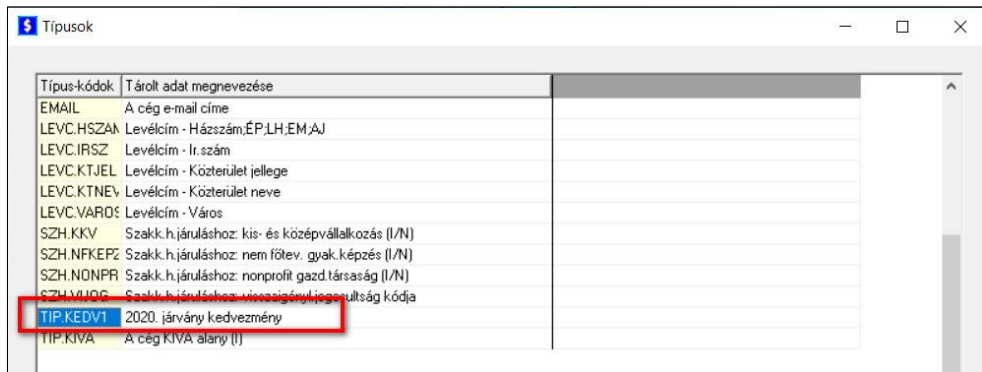 Típusok
Típus-kódok Tárolt adat megnevezése
EMAIL A cég e-mail címe
LEVC.HSZÁM Levélcím - Házszám;ÉP;LH;EM;AJ
LEVC.IRSZ Levélcím - Ir.szám
LEVC.KTJEL Levélcím - Közterület jellege
LEVC.KTNEV Levélcím - Közterület neve
LEVC.VAROS Levélcím - Város
SZH.KKV Szakk.h.járuláshoz: kis- és középvállalkozás (I/N)
SZH.NFKEPZ Szakk.h.járuláshoz: nem főtev. gyak.képzés (I/N)
SZH.NONPR Szakk.h.járuláshoz: nonprofit gazd.társaság (I/N)
SZH.VIJOG Szakk.h.járuláshoz: visszaigényl.jogosultság kódja
TIP.KEDV1 2020. járvány kedvezmény
TIP.KIVA A cég KIVA alany (I)